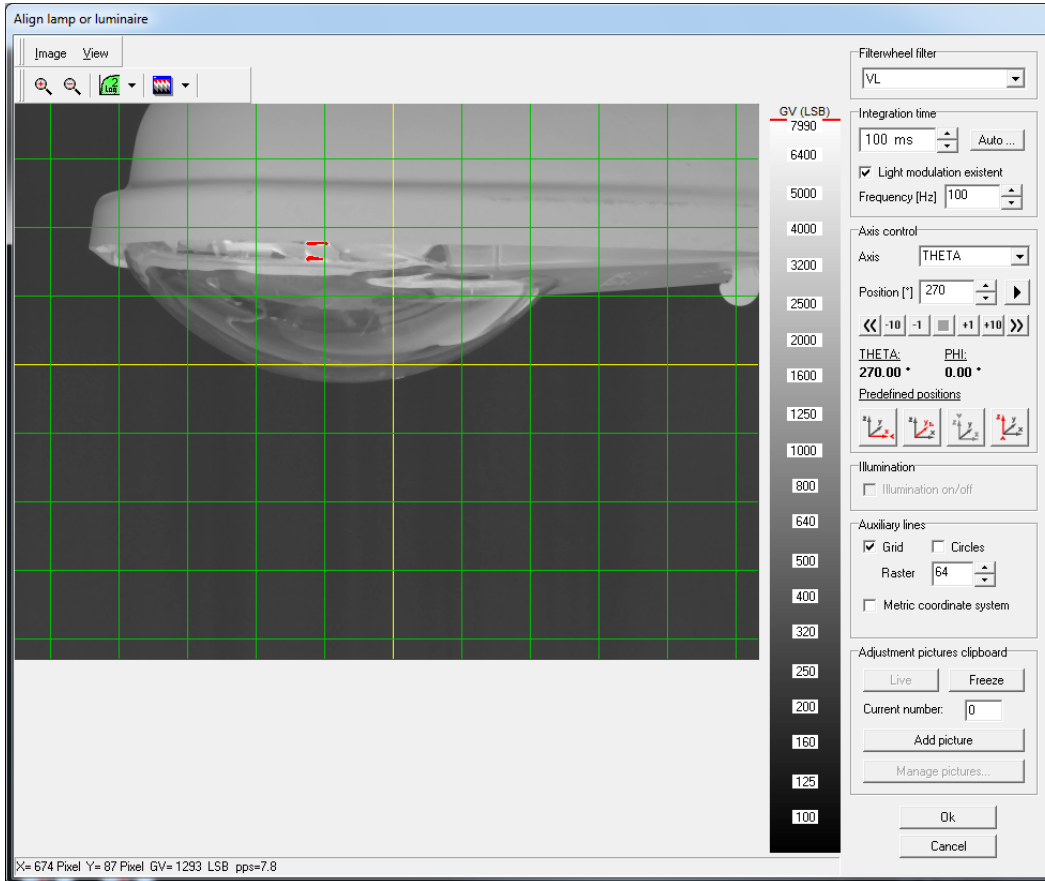 Align lamp or luminaire
Image View
GV (LSB)
7990
6400
5000
4000
3200
2500
2000
1600
1250
1000
800
640
500
400
320
250
200
160
125
100
Filterwheel filter
VL
Integration time
100 ms Auto ...
Light modulation existent
Frequency [Hz] 100
Axis control
Axis THETA
Position [°] 270
-10 -1 +1 +10
THETA: PHI:
270.00 ° 0.00 °
Predefined positions
Illumination
Illumination on/off
Auxiliary lines
Grid Circles
Raster 64
Metric coordinate system
Adjustment pictures clipboard
Live Freeze
Current number: 0
Add picture
Manage pictures...
Ok
Cancel
X= 674 Pixel Y= 87 Pixel GV= 1293 LSB pps=7.8